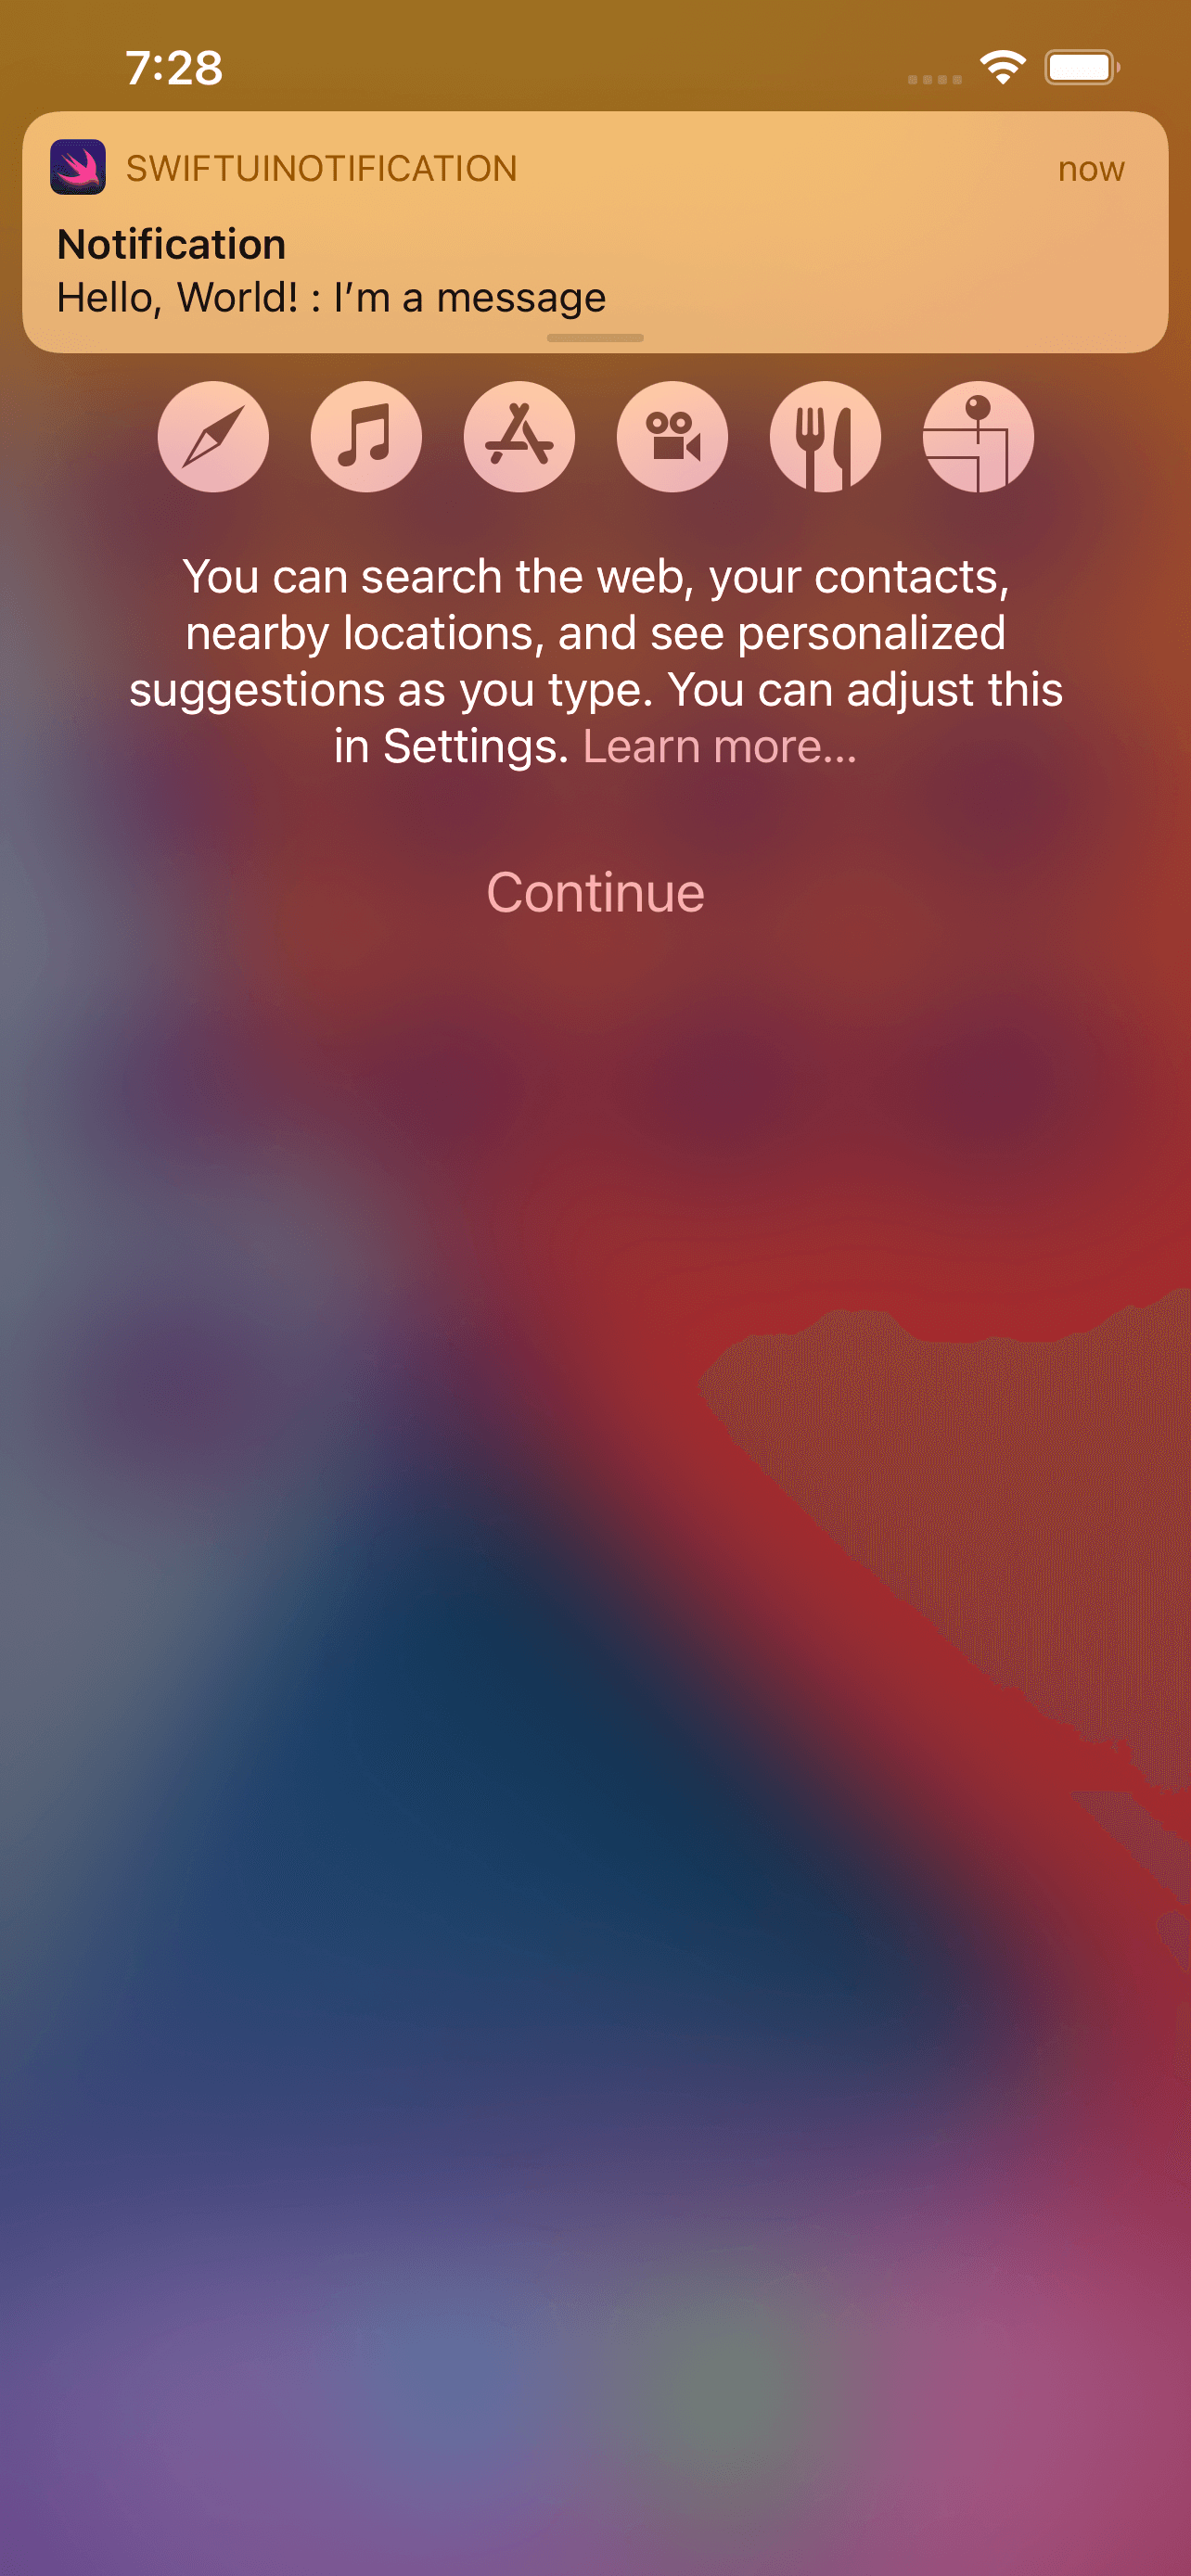 7:28
SWIFTUINOTIFICATION now
Notification
Hello, World! : I’m a message
You can search the web, your contacts,
nearby locations, and see personalized
suggestions as you type. You can adjust this
in Settings. Learn more...
Continue